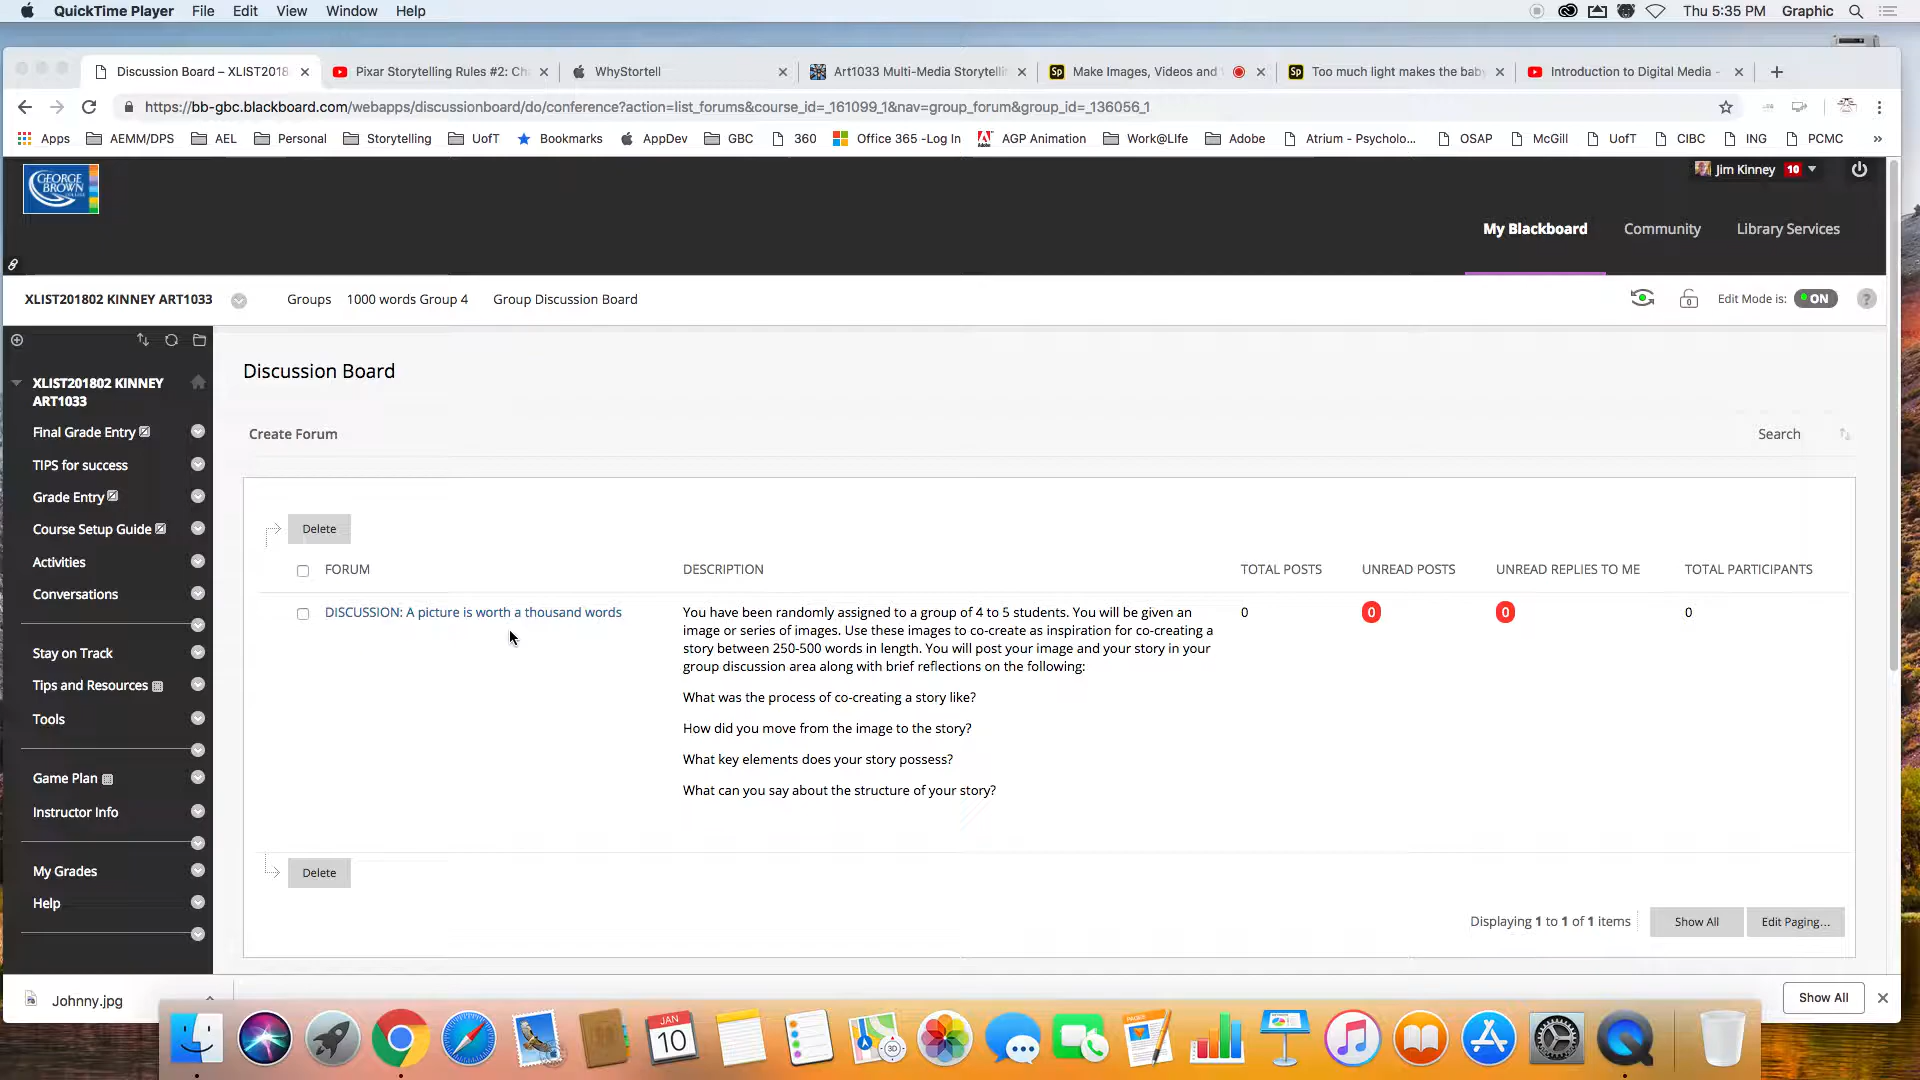 QuickTime Player File Edit View Window Help Thu 5:35 PM Graphic
Discussion Board – XLIST2018 Pixar Storytelling Rules #2: Ch WhyStortell Art1033 Multi-Media Storytelli Make Images, Videos and Too much light makes the bab Introduction to Digital Media -
https://bb-gbc.blackboard.com/webapps/discussionboard/do/conference?action=list_forums&course_id=_161099_1&nav=group_forum&group_id=_136056_1
Apps AEMM/DPS AEL Personal Storytelling UofT Bookmarks AppDev GBC 360 Office 365 -Log In AGP Animation Work@LIfe Adobe Atrium - Psycholo... OSAP McGill UofT CIBC ING PCMC »
GEORGE BROWN
Jim Kinney 10
My Blackboard Community Library Services
XLIST201802 KINNEY ART1033 Groups 1000 words Group 4 Group Discussion Board Edit Mode is: ON ?
XLIST201802 KINNEY
ART1033
Final Grade Entry
TIPS for success
Grade Entry
Course Setup Guide
Activities
Conversations
Stay on Track
Tips and Resources
Tools
Game Plan
Instructor Info
My Grades
Help
Discussion Board
Create Forum Search
Delete
FORUM DESCRIPTION TOTAL POSTS UNREAD POSTS UNREAD REPLIES TO ME TOTAL PARTICIPANTS
DISCUSSION: A picture is worth a thousand words
You have been randomly assigned to a group of 4 to 5 students. You will be given an
image or series of images. Use these images to co-create as inspiration for co-creating a
story between 250-500 words in length. You will post your image and your story in your
group discussion area along with brief reflections on the following:
What was the process of co-creating a story like?
How did you move from the image to the story?
What key elements does your story possess?
What can you say about the structure of your story?
0 0 0 0
Delete
Displaying 1 to 1 of 1 items Show All Edit Paging...
Johnny.jpg Show All
JAN
10
PAGES
3D